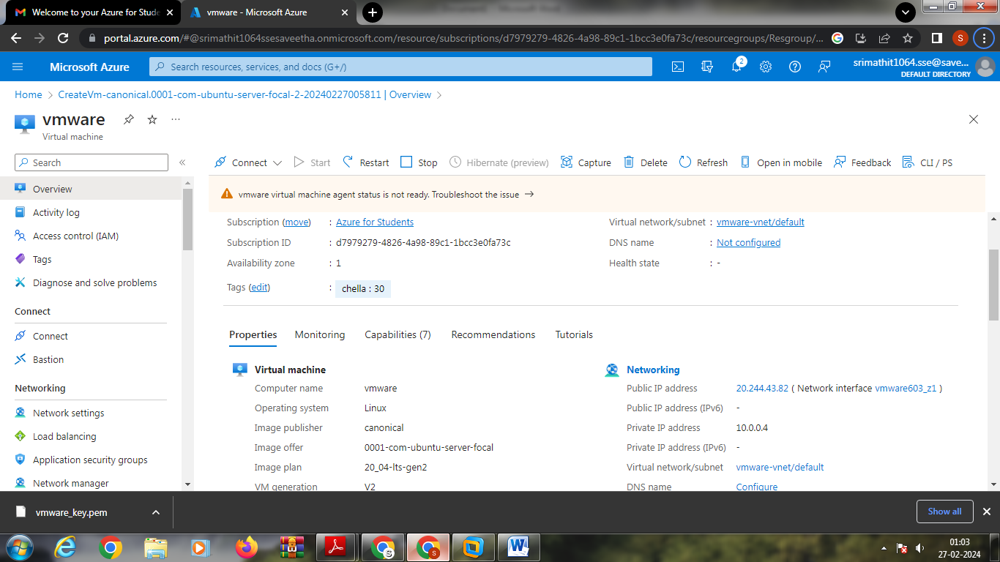 Welcome to your Azure for Stude
vmware - Microsoft Azure
portal.azure.com/#@srimathit1064ssesaveetha.onmicrosoft.com/resource/subscriptions/d7979279-4826-4a98-89c1-1bcc3e0fa73c/resourcegroups/Resgroup/...
S
Microsoft Azure
Search resources, services, and docs (G+/)
2
srimathit1064.sse@save...
DEFAULT DIRECTORY
Home > CreateVm-canonical.0001-com-ubuntu-server-focal-2-20240227005811 | Overview >
vmware
Virtual machine
Search
Connect
Start
Restart
Stop
Hibernate (preview)
Capture
Delete
Refresh
Open in mobile
Feedback
CLI / PS
vmware virtual machine agent status is not ready. Troubleshoot the issue →
Overview
Activity log
Access control (IAM)
Tags
Diagnose and solve problems
Connect
Connect
Bastion
Networking
Network settings
Load balancing
Application security groups
Network manager
Subscription (move) : Azure for Students
Subscription ID : d7979279-4826-4a98-89c1-1bcc3e0fa73c
Availability zone : 1
Tags (edit) : chella : 30
Virtual network/subnet : vmware-vnet/default
DNS name : Not configured
Health state : -
Properties
Monitoring
Capabilities (7)
Recommendations
Tutorials
Virtual machine
Computer name vmware
Operating system Linux
Image publisher canonical
Image offer 0001-com-ubuntu-server-focal
Image plan 20_04-lts-gen2
VM generation V2
Networking
Public IP address 20.244.43.82 ( Network interface vmware603_z1 )
Public IP address (IPv6) -
Private IP address 10.0.0.4
Private IP address (IPv6) -
Virtual network/subnet vmware-vnet/default
DNS name Configure
vmware_key.pem
Show all
01:03
27-02-2024